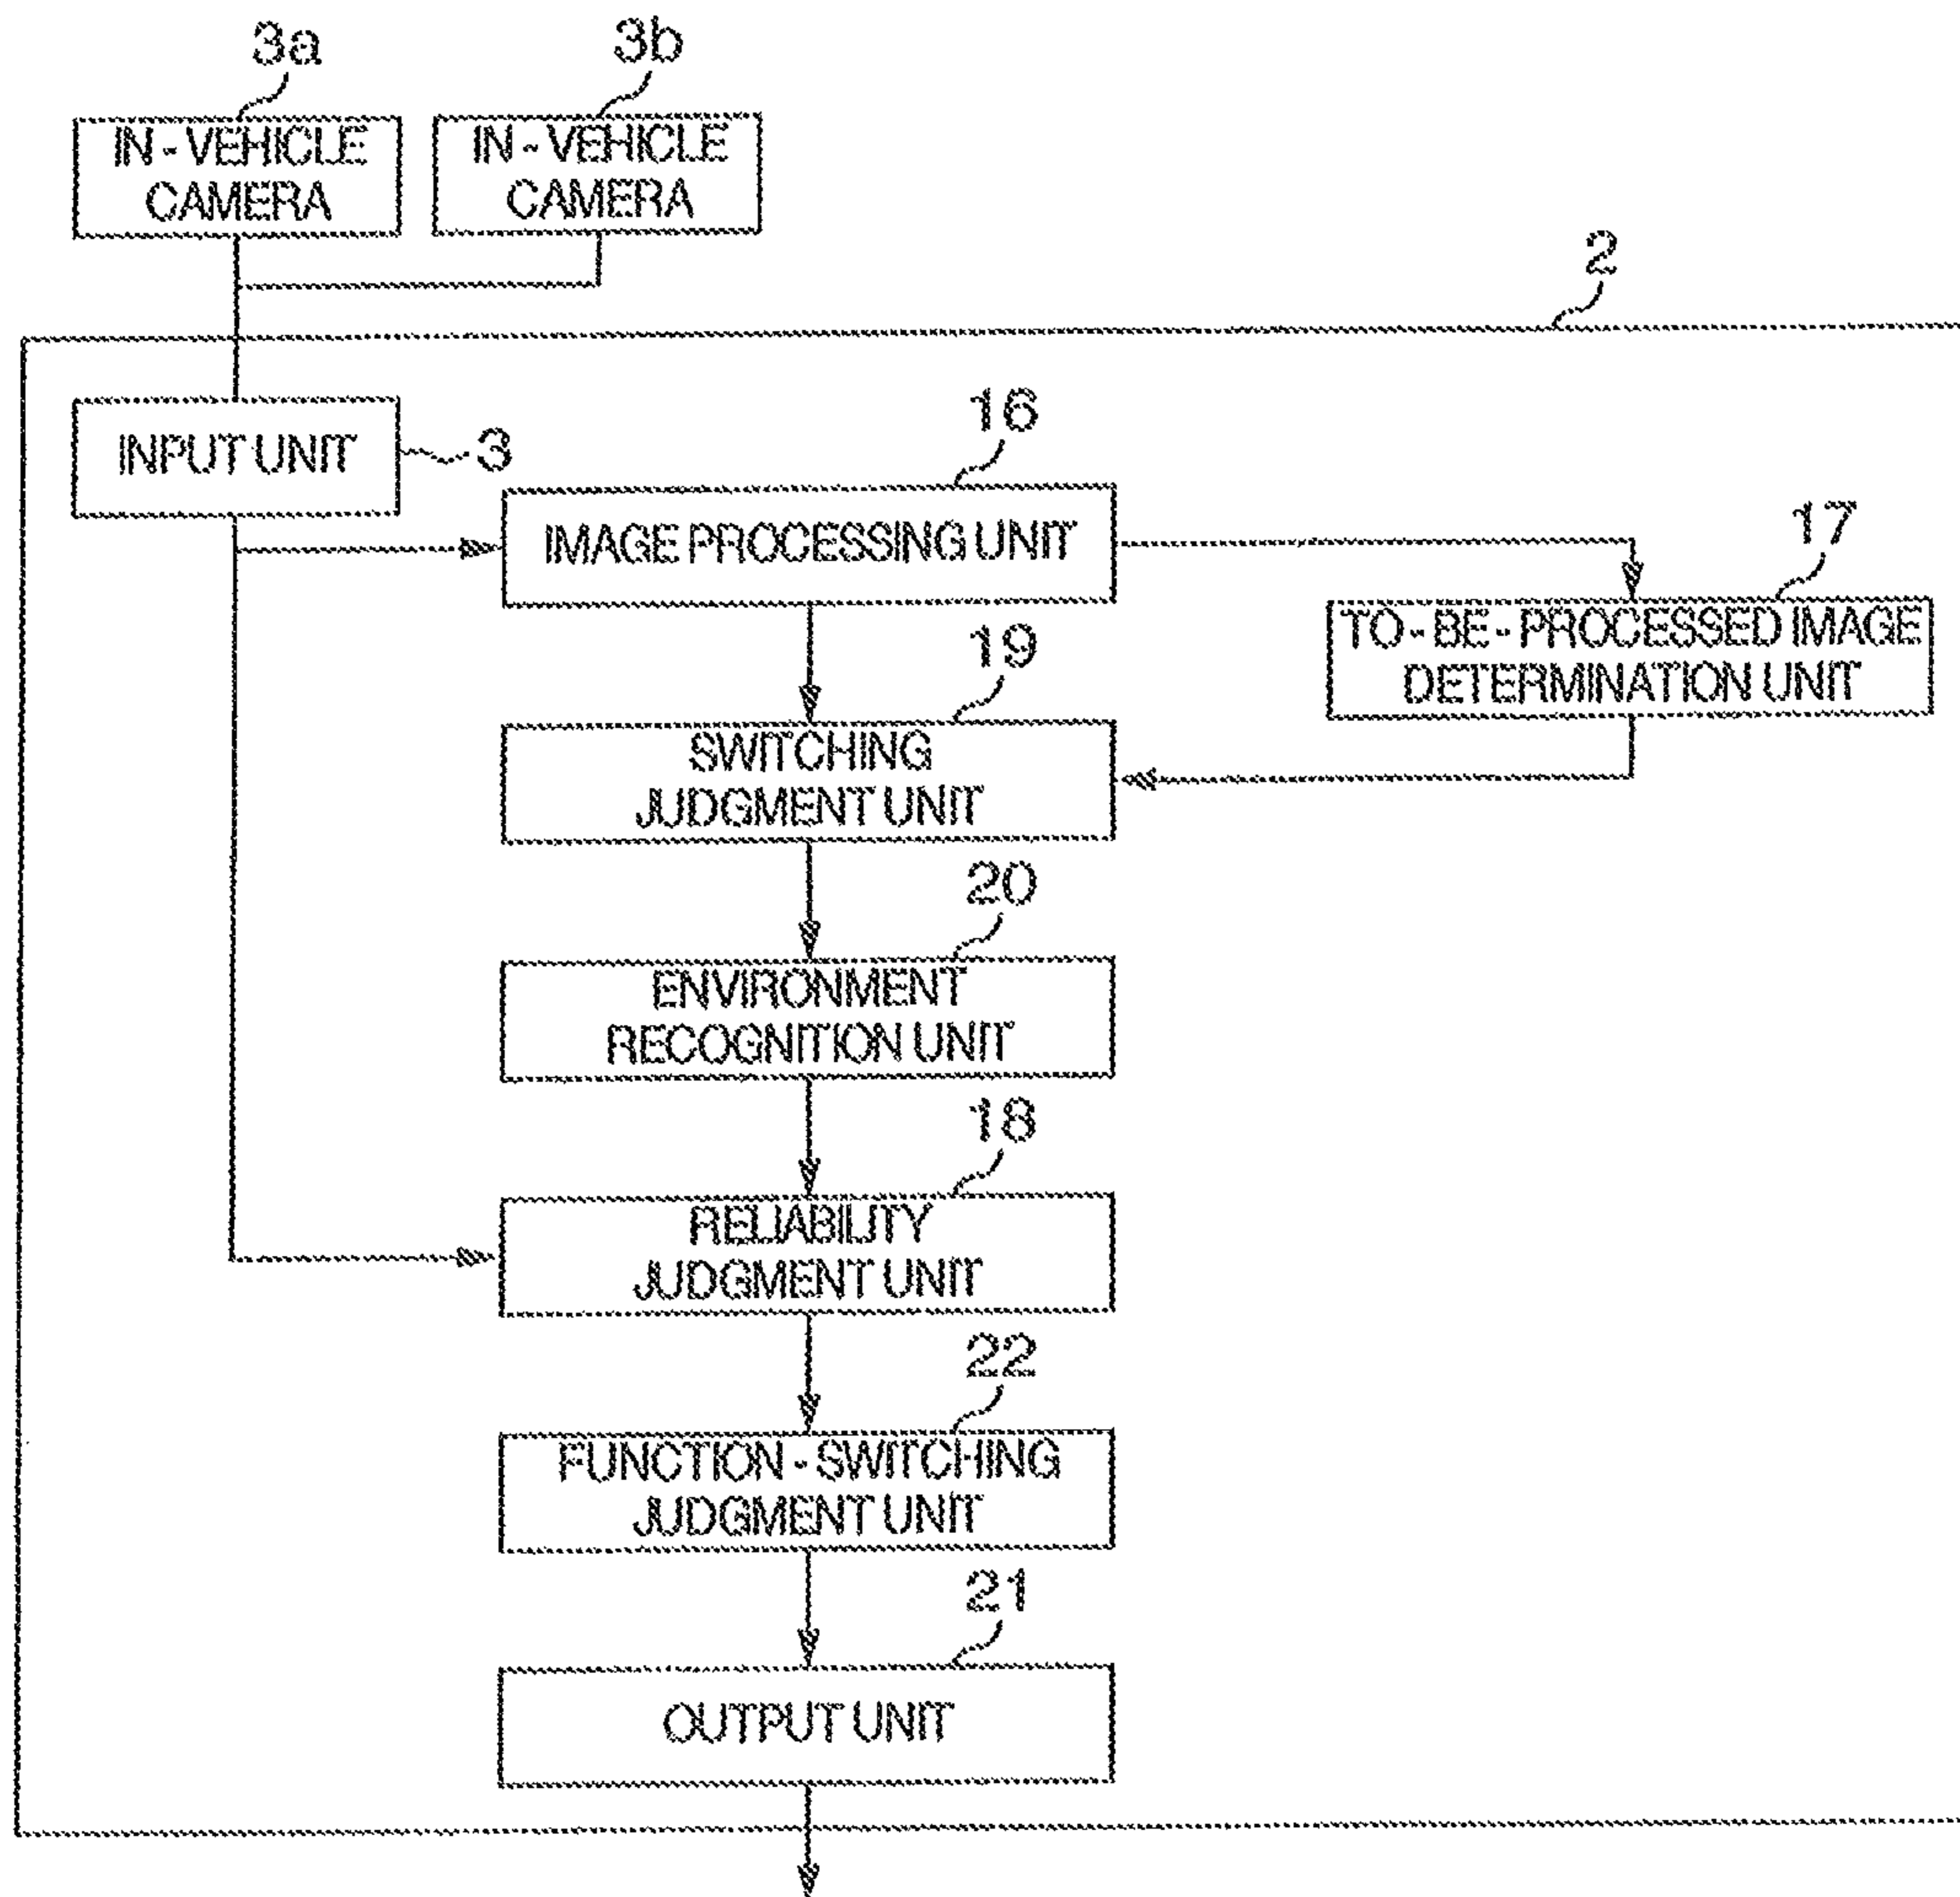 3a
3b
IN - VEHICLE
CAMERA
IN - VEHICLE
CAMERA
2
INPUT UNIT
3
16
IMAGE PROCESSING UNIT
17
TO - BE - PROCESSED IMAGE
DETERMINATION UNIT
19
SWITCHING
JUDGMENT UNIT
20
ENVIRONMENT
RECOGNITION UNIT
18
RELIABILITY
JUDGMENT UNIT
22
FUNCTION - SWITCHING
JUDGMENT UNIT
21
OUTPUT UNIT